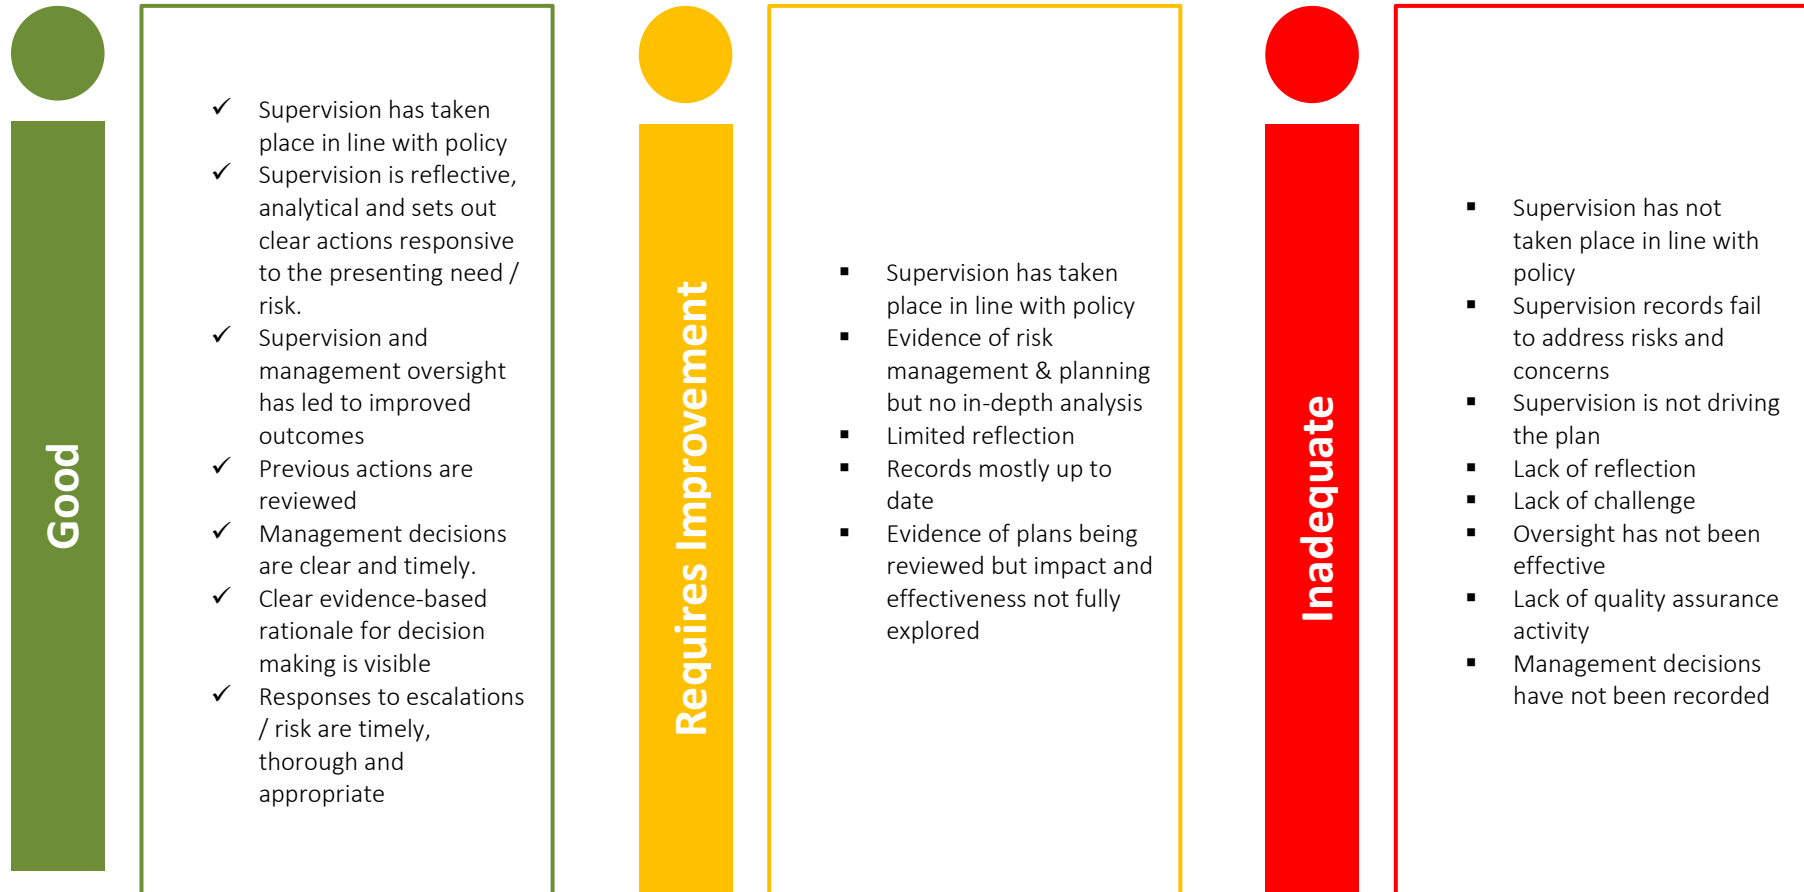 Good
✓ Supervision has taken
place in line with policy
✓ Supervision is reflective,
analytical and sets out
clear actions responsive
to the presenting need /
risk.
✓ Supervision and
management oversight
has led to improved
outcomes
✓ Previous actions are
reviewed
✓ Management decisions
are clear and timely.
✓ Clear evidence-based
rationale for decision
making is visible
✓ Responses to escalations
/ risk are timely,
thorough and
appropriate
Requires Improvement
▪ Supervision has taken
place in line with policy
▪ Evidence of risk
management & planning
but no in-depth analysis
▪ Limited reflection
▪ Records mostly up to
date
▪ Evidence of plans being
reviewed but impact and
effectiveness not fully
explored
Inadequate
▪ Supervision has not
taken place in line with
policy
▪ Supervision records fail
to address risks and
concerns
▪ Supervision is not driving
the plan
▪ Lack of reflection
▪ Lack of challenge
▪ Oversight has not been
effective
▪ Lack of quality assurance
activity
▪ Management decisions
have not been recorded